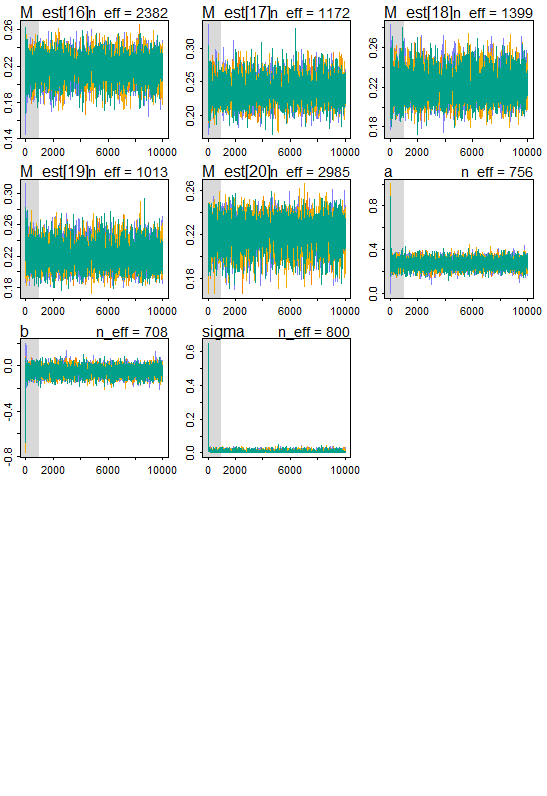 M_est[16]n_eff = 2382
M_est[17]n_eff = 1172
M_est[18]n_eff = 1399
0.14 0.18 0.22 0.26
0.20 0.25 0.30
0.18 0.22 0.26
0 2000 6000 10000
0 2000 6000 10000
0 2000 6000 10000
M_est[19]n_eff = 1013
M_est[20]n_eff = 2985
a n_eff = 756
0.18 0.22 0.26 0.30
0.18 0.22 0.26
0.0 0.4 0.8
0 2000 6000 10000
0 2000 6000 10000
0 2000 6000 10000
b n_eff = 708
sigma n_eff = 800
-0.8 -0.4 0.0
0.0 0.2 0.4 0.6
0 2000 6000 10000
0 2000 6000 10000